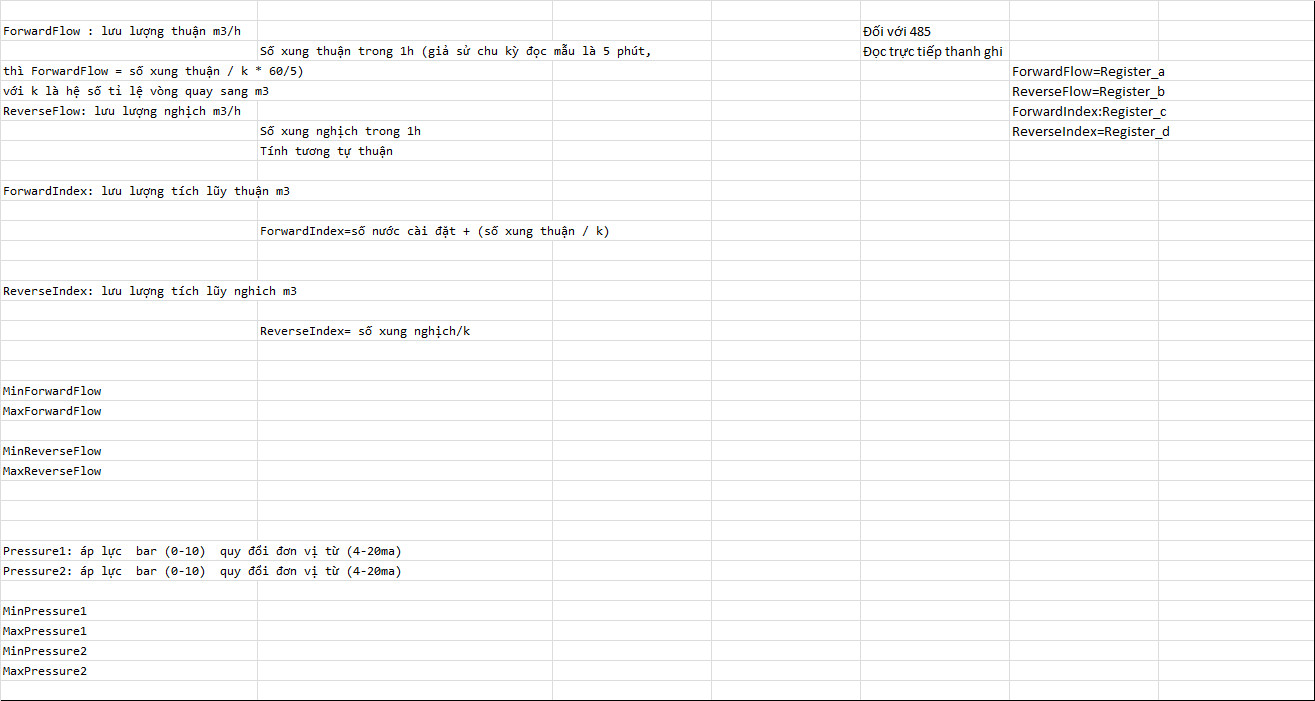 ForwardFlow : lưu lượng thuận m3/h
Đối với 485
Số xung thuận trong 1h (giả sử chu kỳ đọc mẫu là 5 phút,
Đọc trực tiếp thanh ghi
thì ForwardFlow = số xung thuận / k * 60/5)
ForwardFlow=Register_a
với k là hệ số tỉ lệ vòng quay sang m3
ReverseFlow=Register_b
ReverseFlow: lưu lượng nghịch m3/h
ForwardIndex:Register_c
Số xung nghịch trong 1h
ReverseIndex=Register_d
Tính tương tự thuận
ForwardIndex: lưu lượng tích lũy thuận m3
ForwardIndex=số nước cài đặt + (số xung thuận / k)
ReverseIndex: lưu lượng tích lũy nghich m3
ReverseIndex= số xung nghịch/k
MinForwardFlow
MaxForwardFlow
MinReverseFlow
MaxReverseFlow
Pressure1: áp lực  bar (0-10)  quy đổi đơn vị từ (4-20ma)
Pressure2: áp lực  bar (0-10)  quy đổi đơn vị từ (4-20ma)
MinPressure1
MaxPressure1
MinPressure2
MaxPressure2